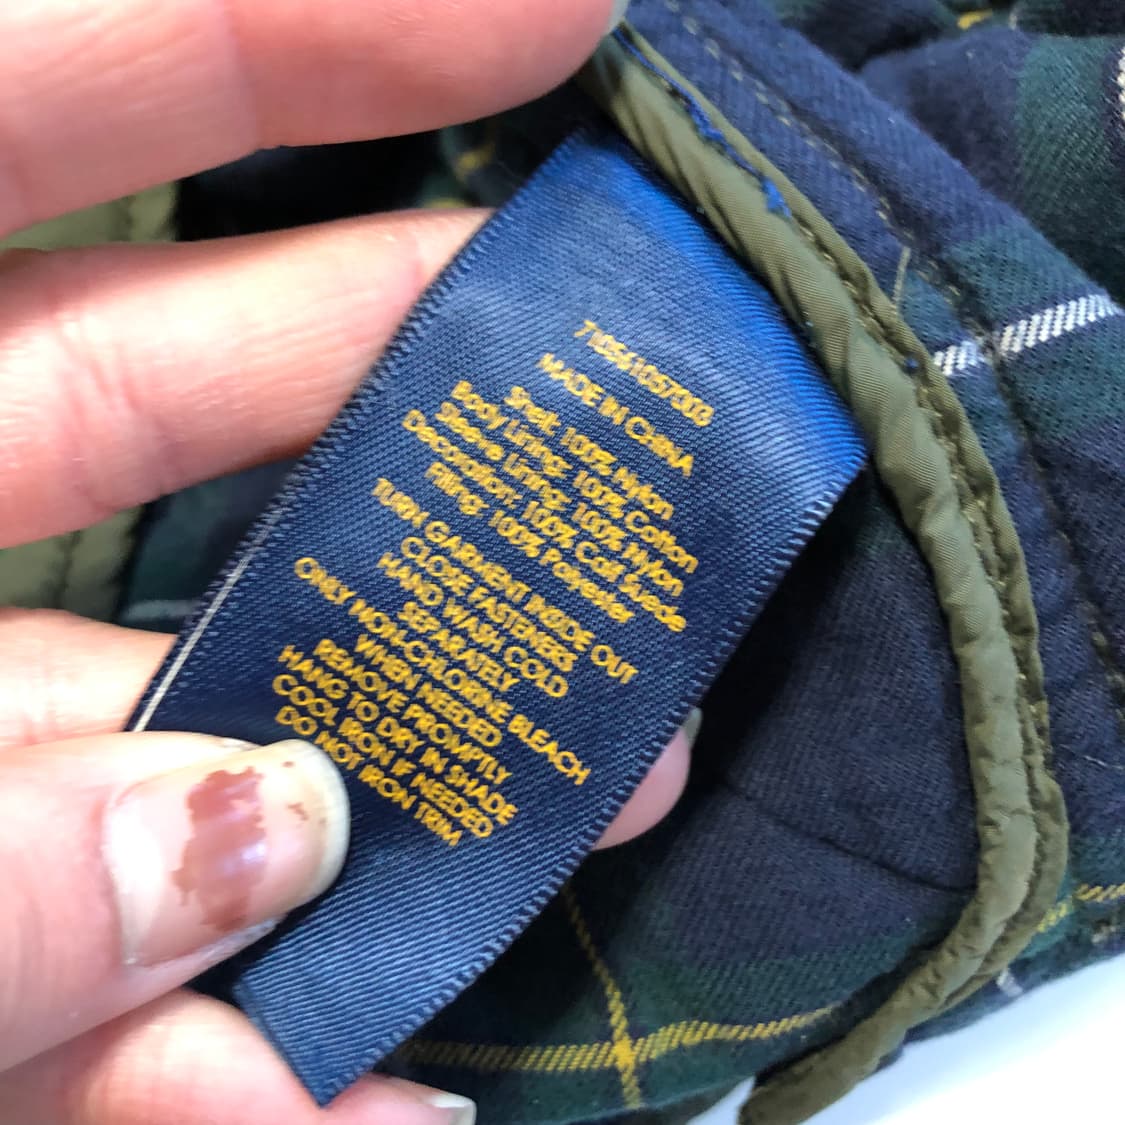 710561057003
MADE IN CHINA
Shell: 100% Nylon
Body Lining: 100% Cotton
Sleeve Lining: 100% Nylon
Decoration: 100% Calf Suede
Filling: 100% Polyester
TURN GARMENT INSIDE OUT
CLOSE FASTENERS
HAND WASH COLD
SEPARATELY
ONLY NON-CHLORINE BLEACH
WHEN NEEDED
REMOVE PROMPTLY
HANG TO DRY IN SHADE
COOL IRON IF NEEDED
DO NOT IRON TRIM